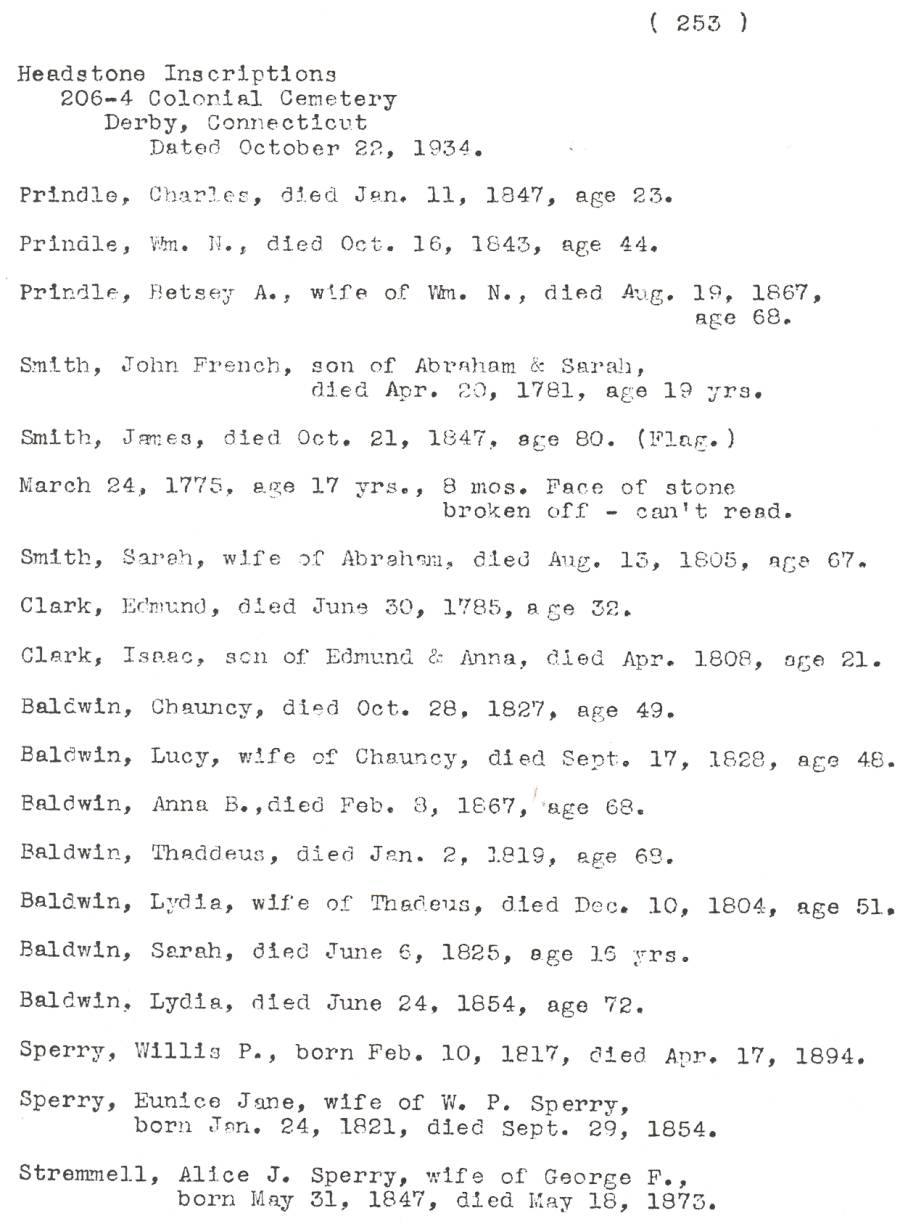 ( 253 )
Headstone Inscriptions
206-4 Colonial Cemetery
Derby, Connecticut
Dated October 22, 1934.
Prindle, Charles, died Jan. 11, 1847, age 23.
Prindle, Wm. N., died Oct. 16, 1843, age 44.
Prindle, Betsey A., wife of Wm. N., died Aug. 19, 1867,
age 68.
Smith, John French, son of Abraham & Sarah,
died Apr. 20, 1781, age 19 yrs.
Smith, James, died Oct. 21, 1847, age 80. (Flag.)
March 24, 1775, age 17 yrs., 8 mos. Face of stone
broken off - can't read.
Smith, Sarah, wife of Abraham, died Aug. 13, 1805, age 67.
Clark, Edmund, died June 30, 1785, age 32.
Clark, Isaac, son of Edmund & Anna, died Apr. 1808, age 21.
Baldwin, Chauncy, died Oct. 28, 1827, age 49.
Baldwin, Lucy, wife of Chauncy, died Sept. 17, 1828, age 48.
Baldwin, Anna B.,died Feb. 8, 1867, age 68.
Baldwin, Thaddeus, died Jan. 2, 1819, age 68.
Baldwin, Lydia, wife of Thadeus, died Dec. 10, 1804, age 51.
Baldwin, Sarah, died June 6, 1825, age 16 yrs.
Baldwin, Lydia, died June 24, 1854, age 72.
Sperry, Willis P., born Feb. 10, 1817, died Apr. 17, 1894.
Sperry, Eunice Jane, wife of W. P. Sperry,
born Jan. 24, 1821, died Sept. 29, 1854.
Stremmell, Alice J. Sperry, wife of George F.,
born May 31, 1847, died May 18, 1873.